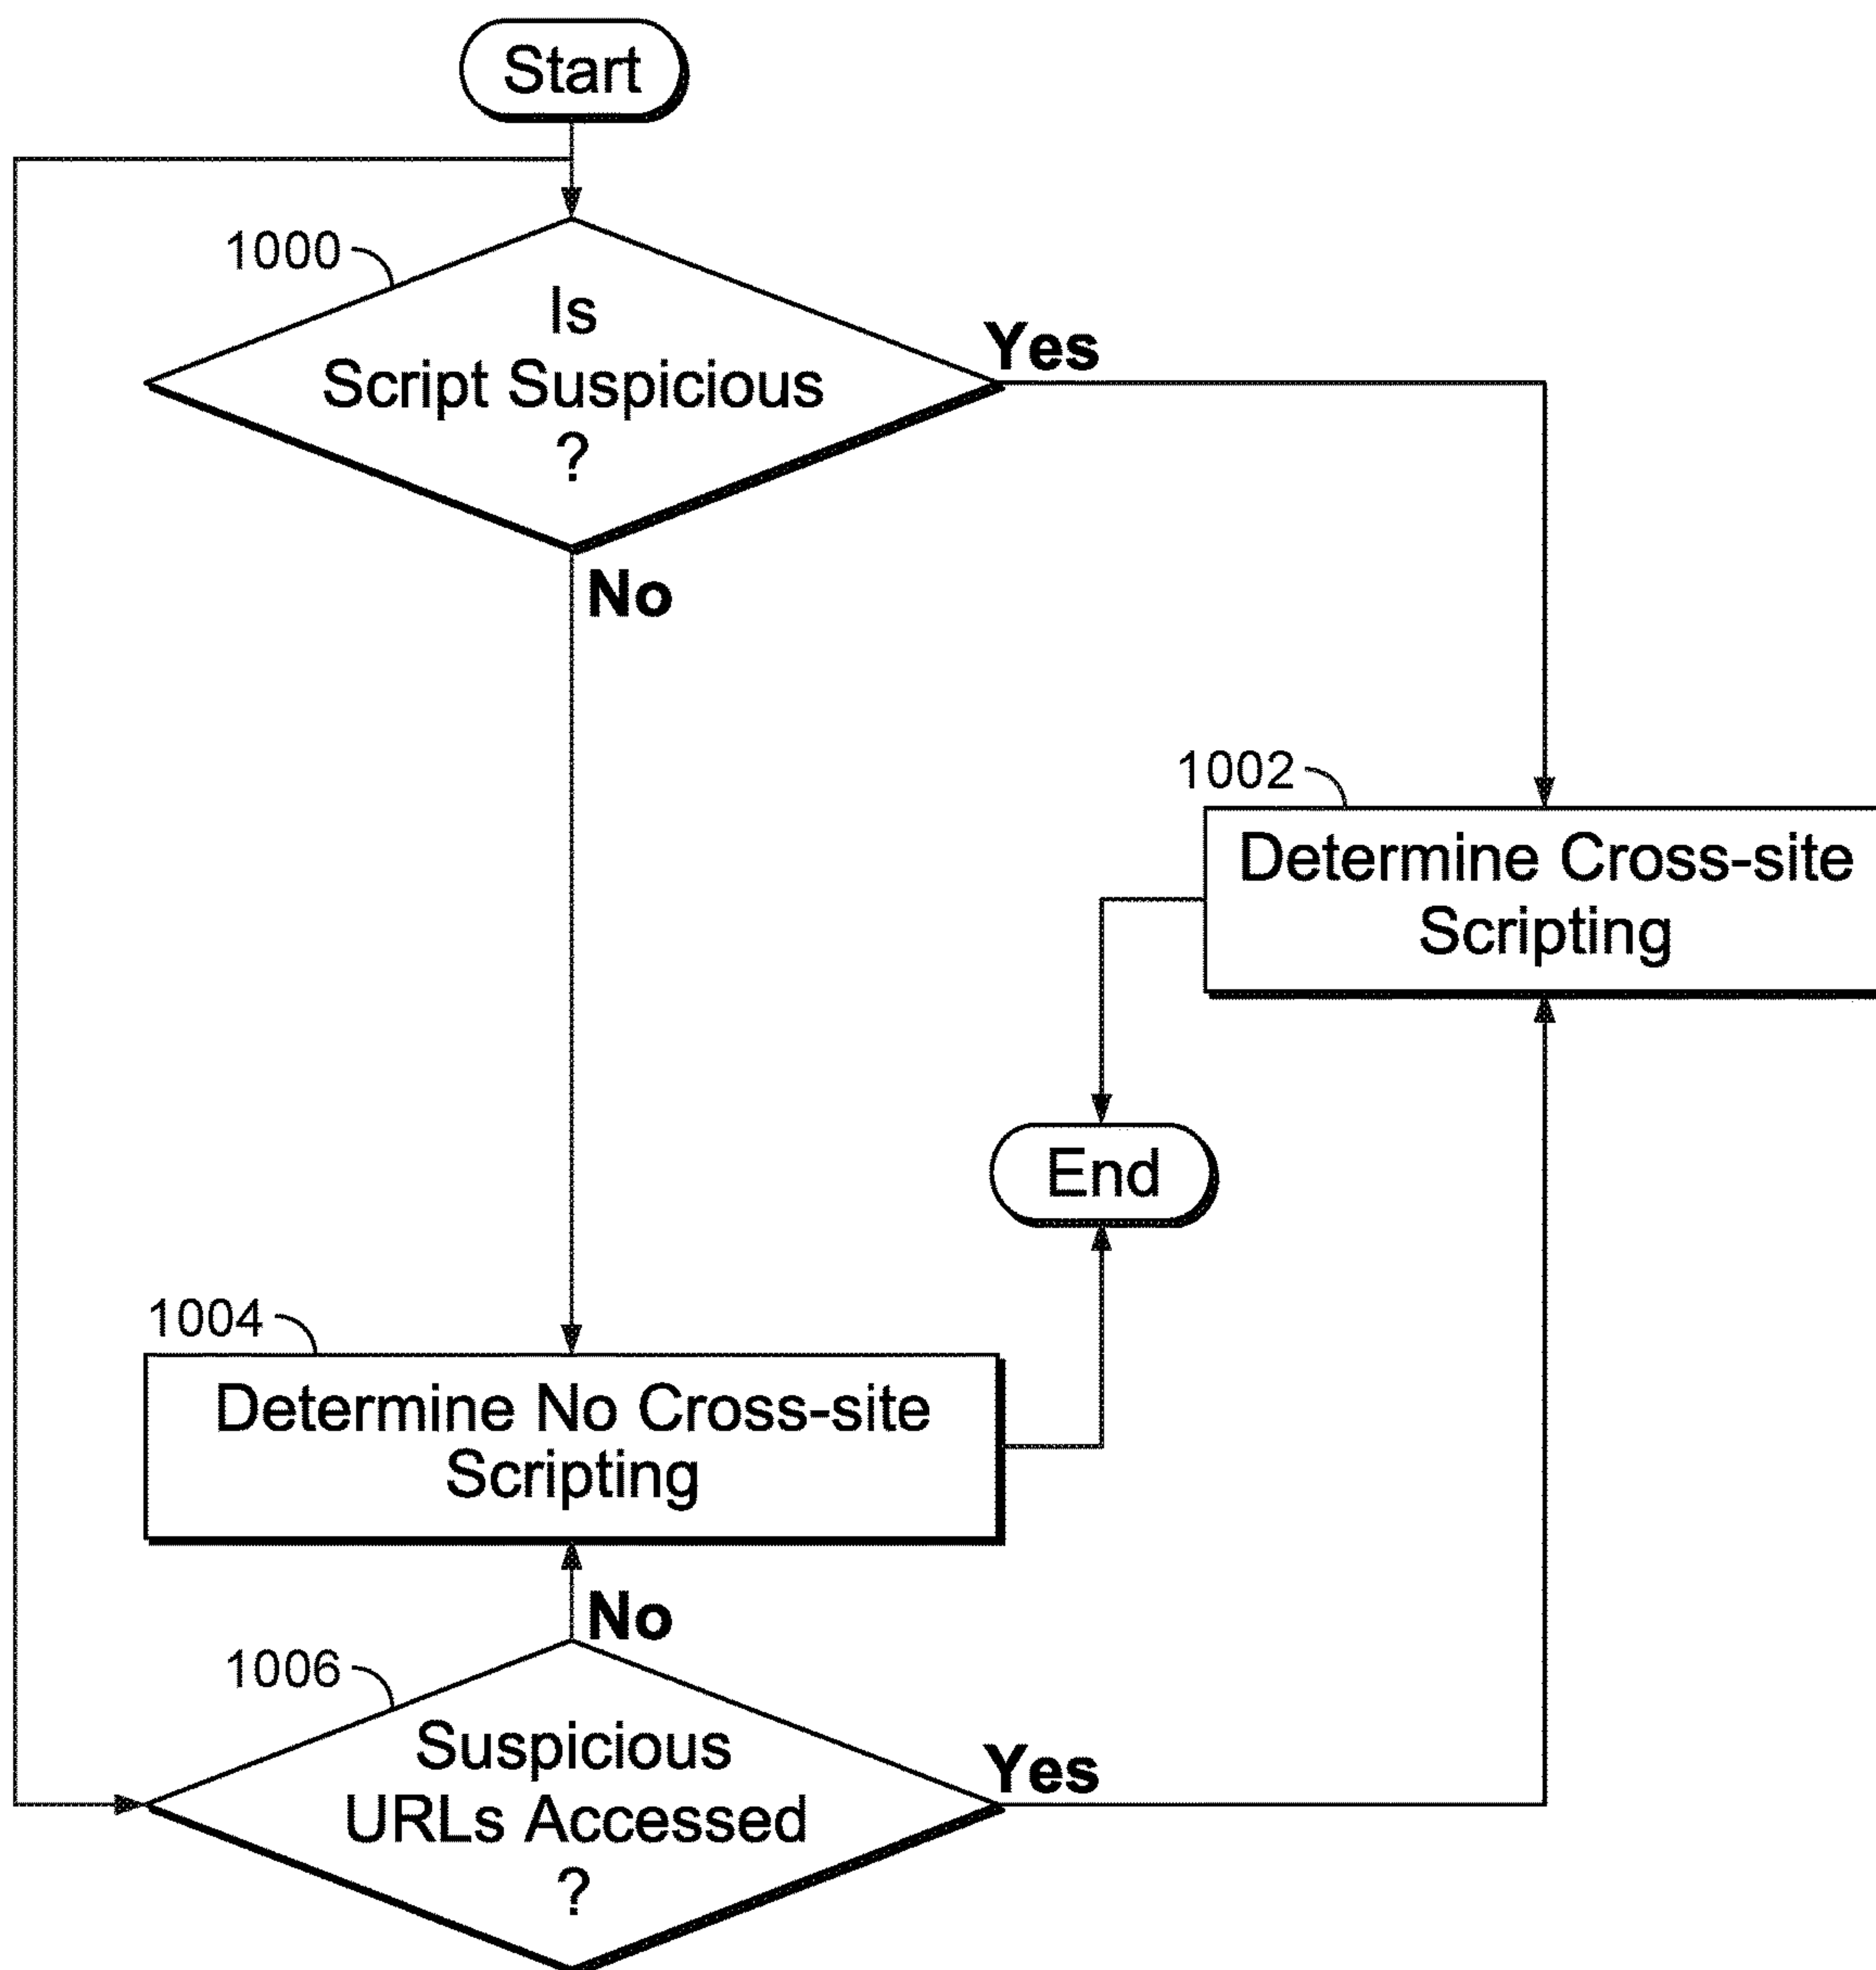 Start
1000
Is
Script Suspicious
?
Yes
No
1002
Determine Cross-site
Scripting
End
1004
Determine No Cross-site
Scripting
No
1006
Suspicious
URLs Accessed
?
Yes